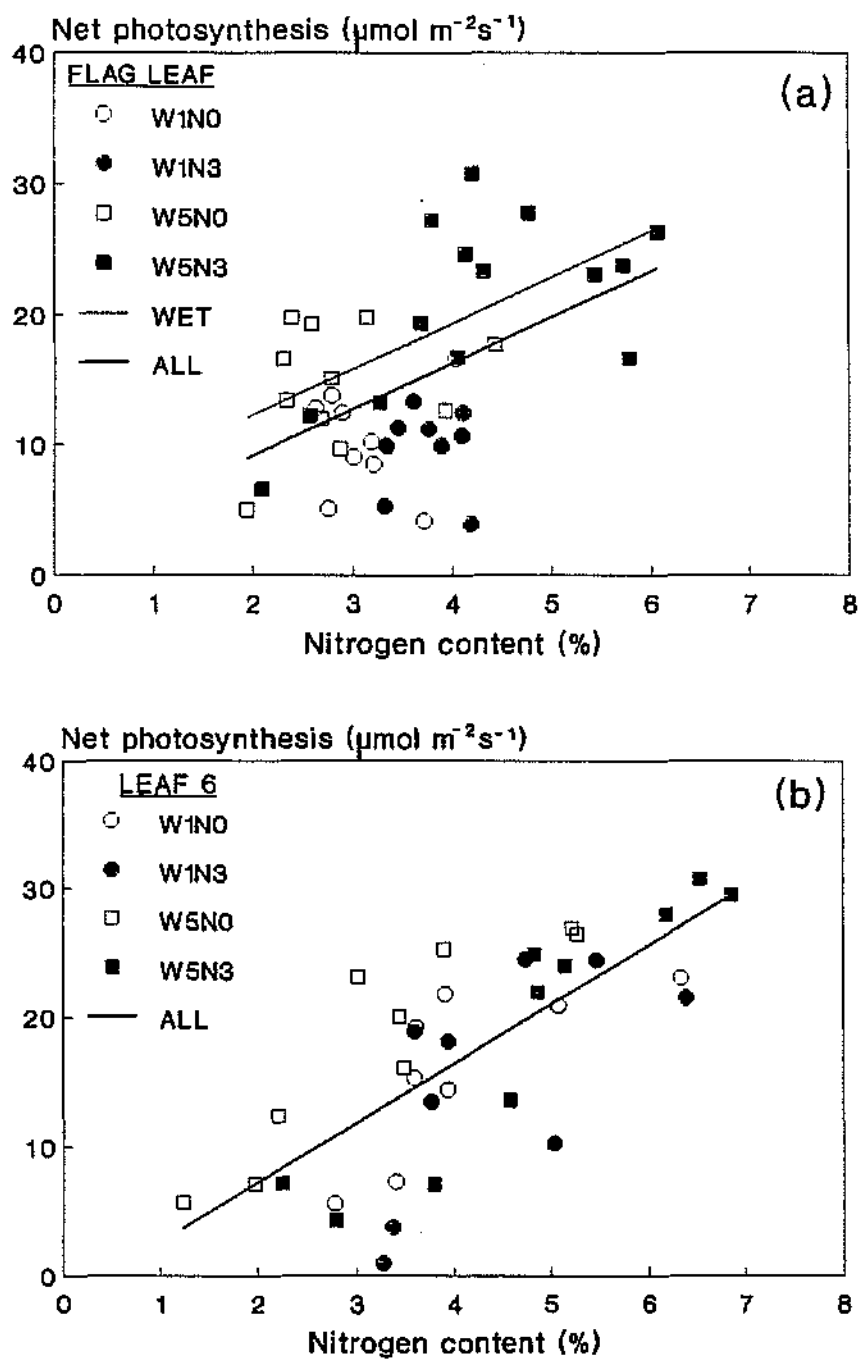 Net photosynthesis (µmol m⁻²s⁻¹)
40
FLAG LEAF
(a)
W1N0
W1N3
30
W5N0
W5N3
20
WET
ALL
10
0
0 1 2 3 4 5 6 7 8
Nitrogen content (%)
Net photosynthesis (µmol m⁻²s⁻¹)
40
LEAF 6
(b)
W1N0
W1N3
30
W5N0
W5N3
20
ALL
10
0
0 1 2 3 4 5 6 7 8
Nitrogen content (%)